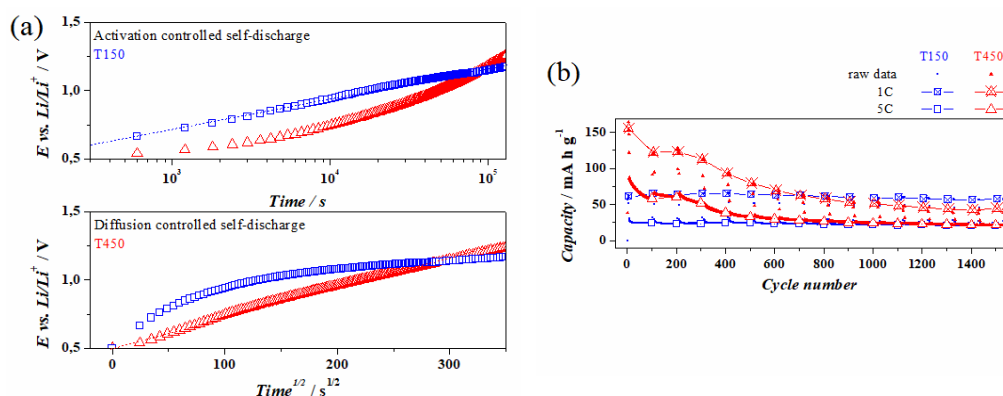 (a)
1,5
1,0
0,5
E vs. Li/Li+ / V
Activation controlled self-discharge
T150
10³ 10⁴ 10⁵
Time / s
1,5
1,0
0,5
E vs. Li/Li+ / V
Diffusion controlled self-discharge
T450
0 100 200 300
Time1/2 / s1/2
(b)
T150 T450
raw data
1C
5C
150
100
50
0
Capacity / mA h g-1
0 200 400 600 800 1000 1200 1400
Cycle number